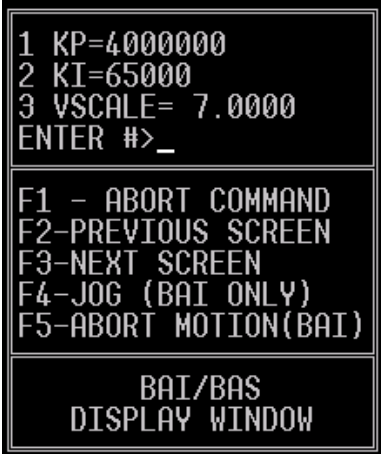 1 KP=4000000
2 KI=65000
3 VSCALE= 7.0000
ENTER #>_
F1 - ABORT COMMAND
F2-PREVIOUS SCREEN
F3-NEXT SCREEN
F4-JOG (BAI ONLY)
F5-ABORT MOTION(BAI)
BAI/BAS
DISPLAY WINDOW